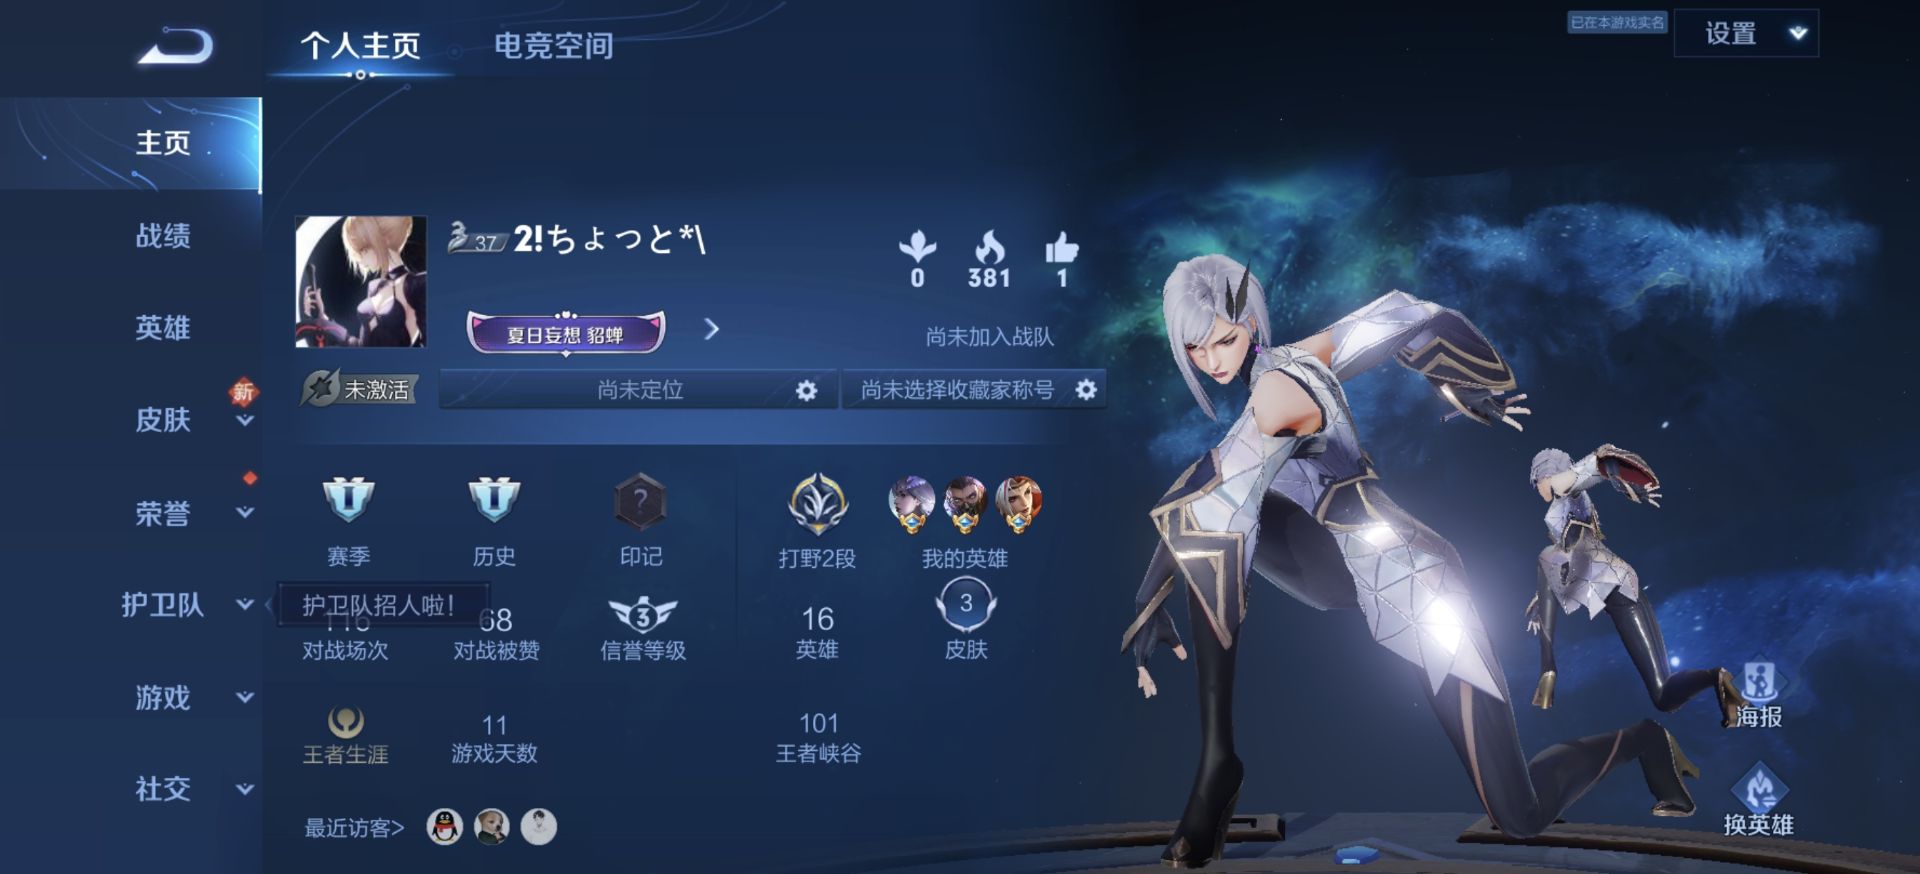 个人主页
电竞空间
已在本游戏实名
设置
主页
战绩
英雄
皮肤
新
荣誉
护卫队
游戏
社交
37
2!ちょっと*\
0
381
1
夏日妄想 貂蝉
尚未加入战队
未激活
尚未定位
尚未选择收藏家称号
赛季
历史
?
印记
打野2段
我的英雄
护卫队招人啦!
116
对战场次
68
对战被赞
3
信誉等级
16
英雄
3
皮肤
王者生涯
11
游戏天数
101
王者峡谷
最近访客>
海报
换英雄